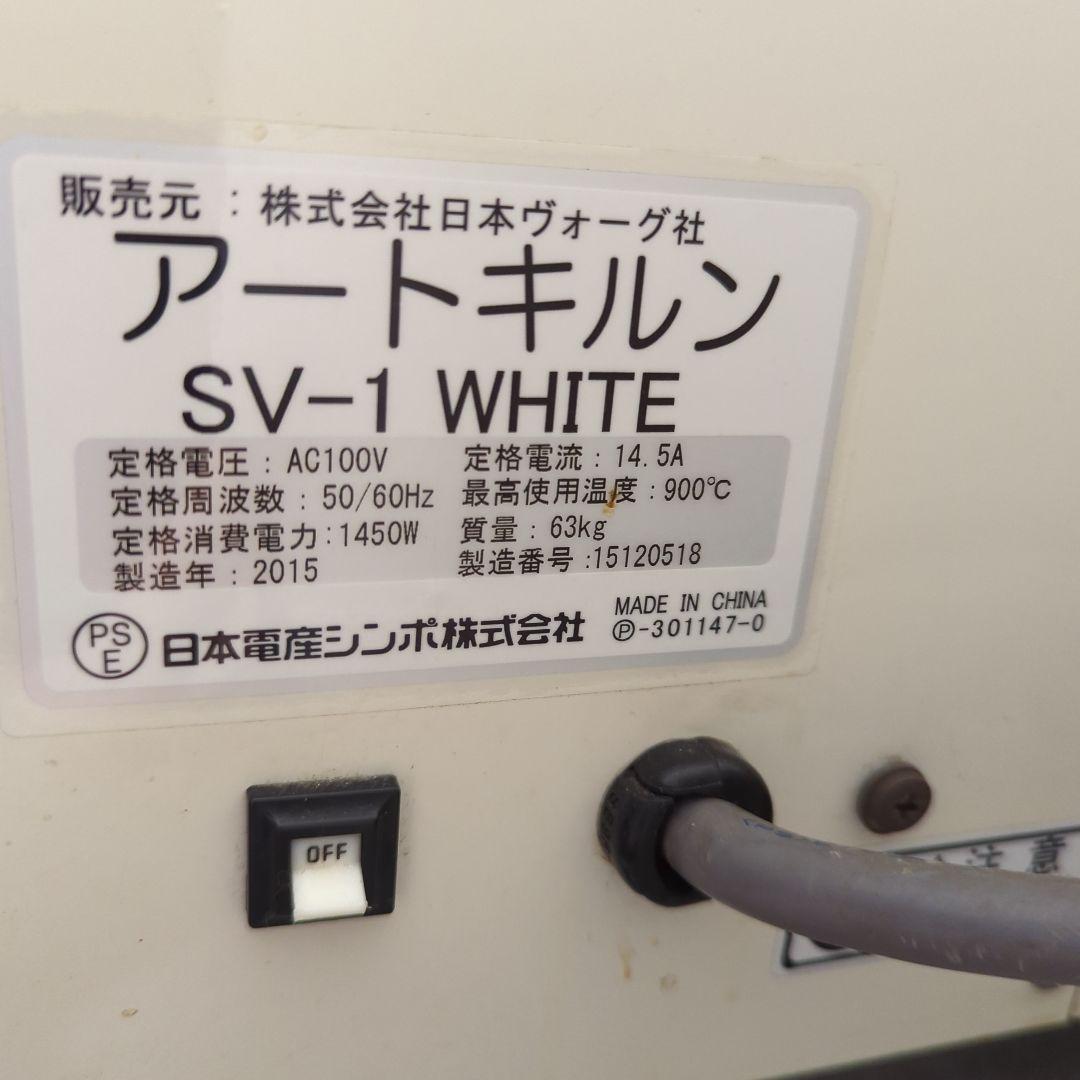 販売元 : 株式会社日本ヴォーグ社
アートキルン
SV-1 WHITE
定格電圧 : AC100V 定格電流 : 14.5A
定格周波数 : 50/60Hz 最高使用温度 : 900℃
定格消費電力:1450W 質量 : 63kg
製造年 : 2015 製造番号 :15120518
PSE 日本電産シンポ株式会社 MADE IN CHINA
Ⓟ-301147-0
OFF
注意